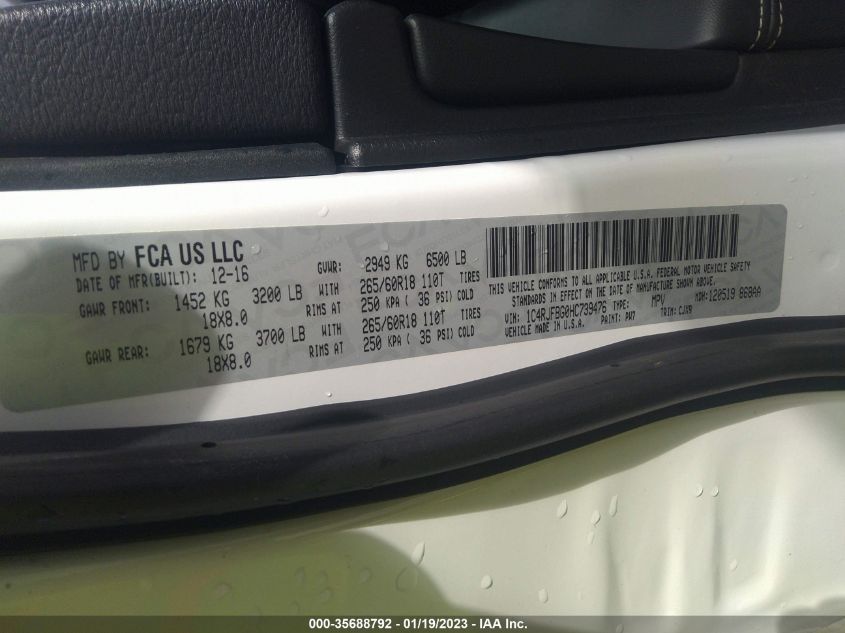 MFD BY FCA US LLC
DATE OF MFR(BUILT): 12-16 GVWR: 2949 KG 6500 LB
GAWR FRONT: 1452 KG 3200 LB WITH 265/60R18 110T TIRES
18X8.0 RIMS AT 250 KPA ( 36 PSI) COLD
GAWR REAR: 1679 KG 3700 LB WITH 265/60R18 110T TIRES
18X8.0 RIMS AT 250 KPA ( 36 PSI) COLD
THIS VEHICLE CONFORMS TO ALL APPLICABLE U.S.A. FEDERAL MOTOR VEHICLE SAFETY
STANDARDS IN EFFECT ON THE DATE OF MANUFACTURE SHOWN ABOVE.
VIN: 1C4RJFBG0HC739476 TYPE: MPV MDH: 120519 868AA
VEHICLE MADE IN U.S.A. PAINT: PW7 TRIM: CJX9
000-35688792 - 01/19/2023 - IAA Inc.